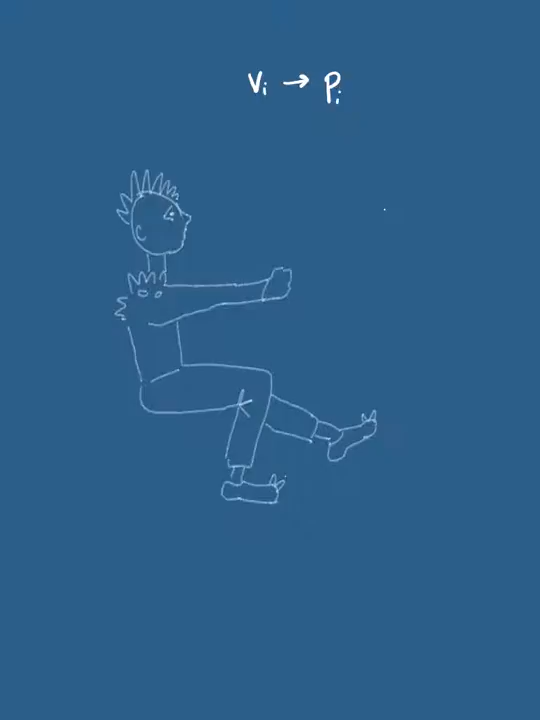 vᵢ → pᵢ